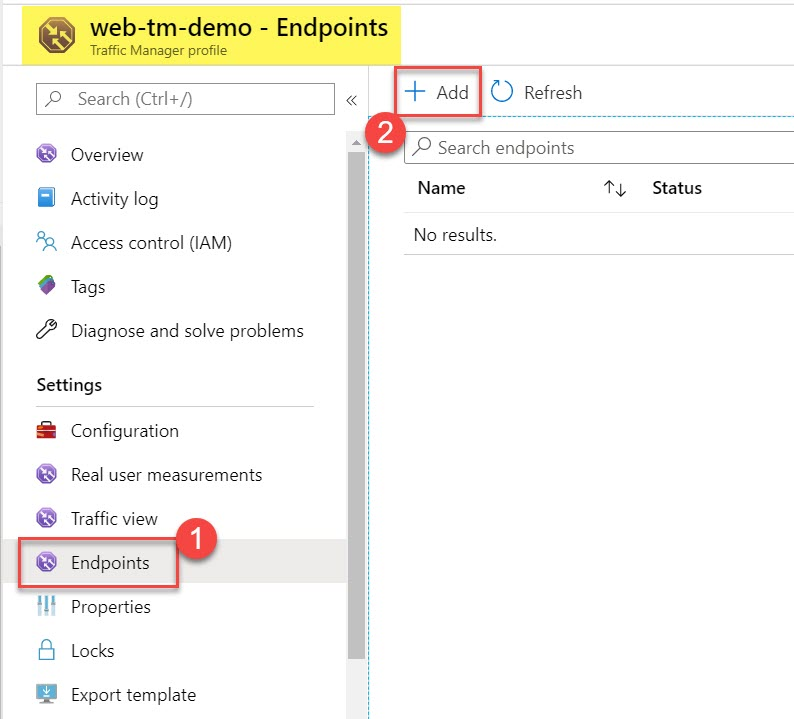 web-tm-demo - Endpoints
Traffic Manager profile
Search (Ctrl+/)
«
Overview
Activity log
Access control (IAM)
Tags
Diagnose and solve problems
Settings
Configuration
Real user measurements
Traffic view
1
Endpoints
Properties
Locks
Export template
+ Add
Refresh
2
Search endpoints
Name ↑↓ Status
No results.